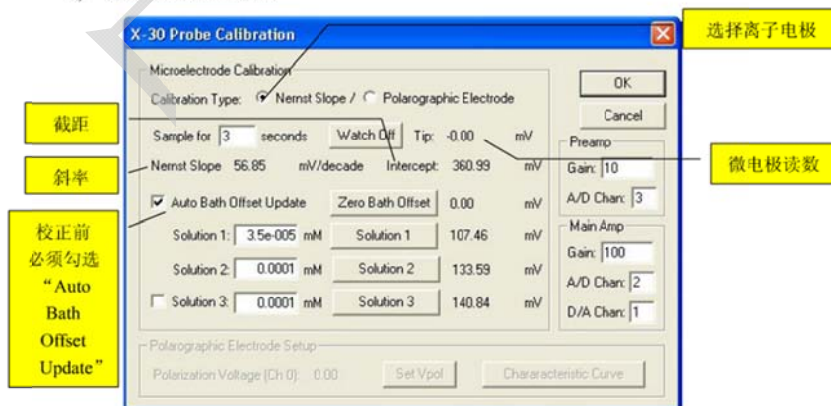 X-30 Probe Calibration
选择离子电极
Microelectrode Calibration
Calibration Type: Nernst Slope / Polarographic Electrode
OK
Cancel
截距
Sample for 3 seconds Watch Off Tip: -0.00 mV
Preamp
斜率
Nernst Slope 56.85 mV/decade Intercept: 360.99 mV
Gain: 10
微电极读数
Auto Bath Offset Update Zero Bath Offset 0.00 mV
A/D Chan: 3
校正前
必须勾选
“Auto
Bath
Offset
Update”
Solution 1: 3.5e-005 mM Solution 1 107.46 mV
Main Amp
Gain: 100
Solution 2: 0.0001 mM Solution 2 133.59 mV
A/D Chan: 2
Solution 3: 0.0001 mM Solution 3 140.84 mV
D/A Chan: 1
Polarographic Electrode Setup
Polarization Voltage (Ch 0): 0.00 Set Vpol Chararacteristic Curve